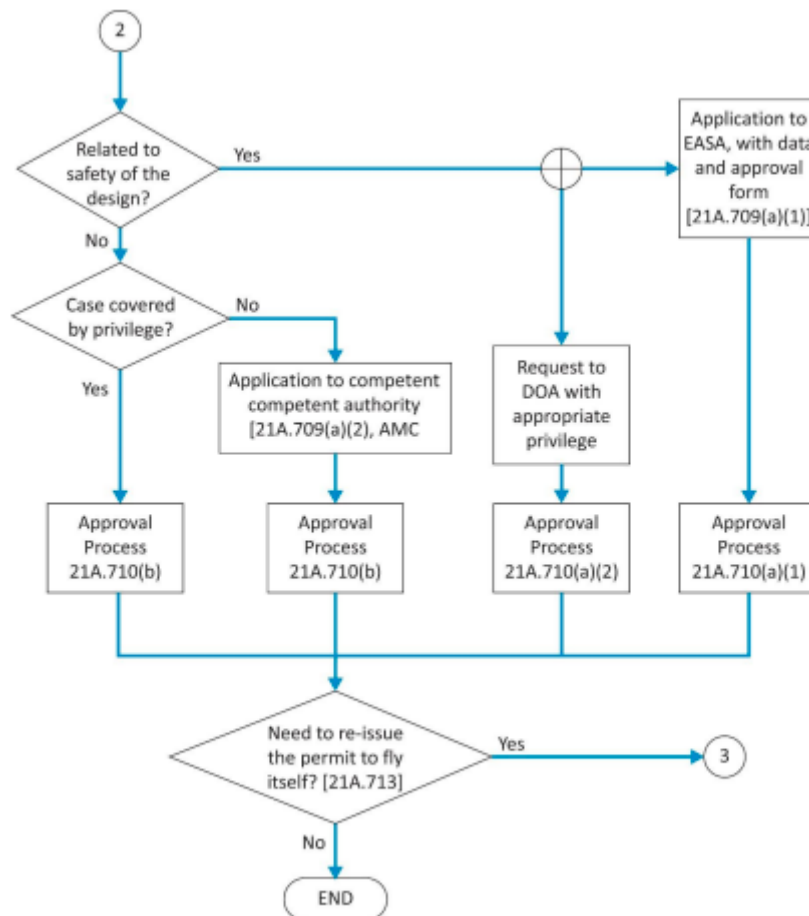 2
Related to
safety of the
design?
Yes
Application to
EASA, with data
and approval
form
[21A.709(a)(1)]
No
Case covered
by privilege?
No
Yes
Application to competent
competent authority
[21A.709(a)(2), AMC
Request to
DOA with
appropriate
privilege
Approval
Process
21A.710(b)
Approval
Process
21A.710(b)
Approval
Process
21A.710(a)(2)
Approval
Process
21A.710(a)(1)
Need to re-issue
the permit to fly
itself? [21A.713]
Yes
3
No
END